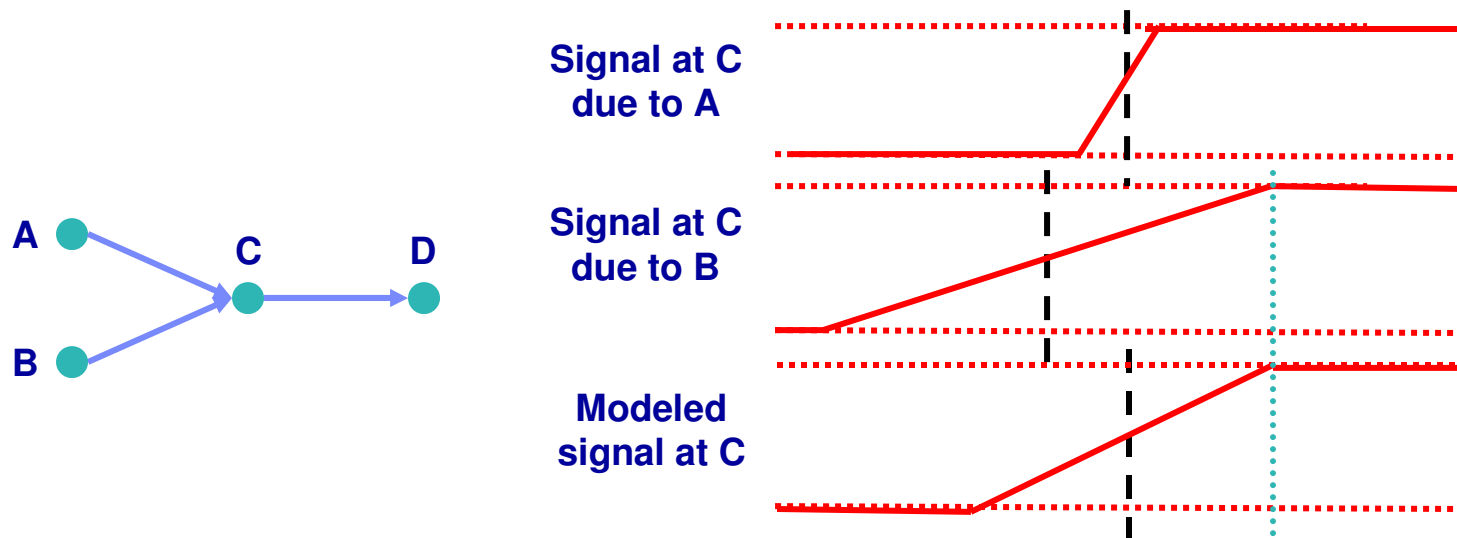 Signal at C
due to A
A
B
C
D
Signal at C
due to B
Modeled
signal at C